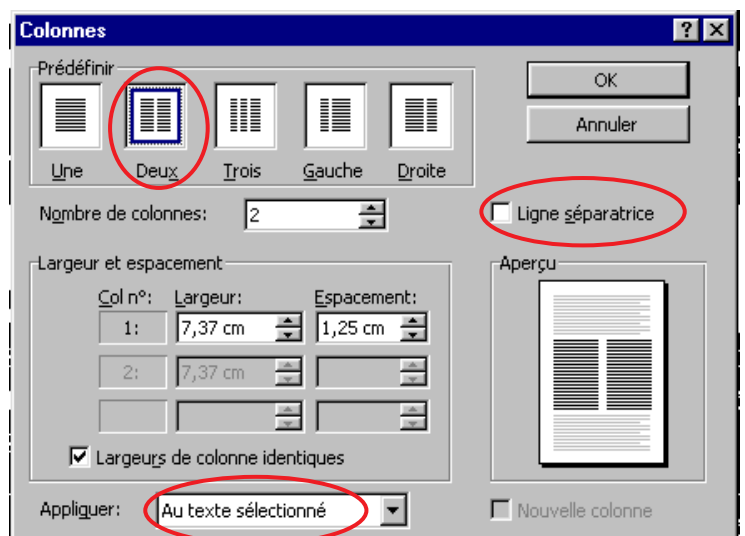 Colonnes
Prédéfinir
OK
Annuler
Une Deux Trois Gauche Droite
Nombre de colonnes: 2
Ligne séparatrice
Largeur et espacement
Aperçu
Col n°: Largeur: Espacement:
1: 7,37 cm 1,25 cm
2: 7,37 cm
Largeurs de colonne identiques
Appliquer: Au texte sélectionné
Nouvelle colonne